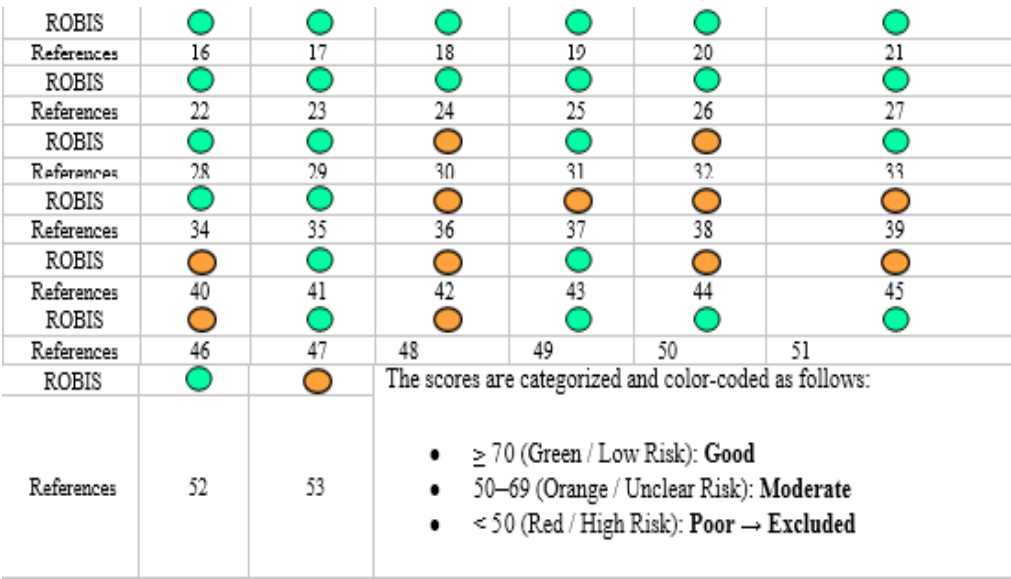 ROBIS
References 16 17 18 19 20 21
ROBIS
References 22 23 24 25 26 27
ROBIS
References 28 29 30 31 32 33
ROBIS
References 34 35 36 37 38 39
ROBIS
References 40 41 42 43 44 45
ROBIS
References 46 47 48 49 50 51
ROBIS The scores are categorized and color-coded as follows:
● ≥ 70 (Green / Low Risk): Good
References 52 53 ● 50–69 (Orange / Unclear Risk): Moderate
● < 50 (Red / High Risk): Poor → Excluded